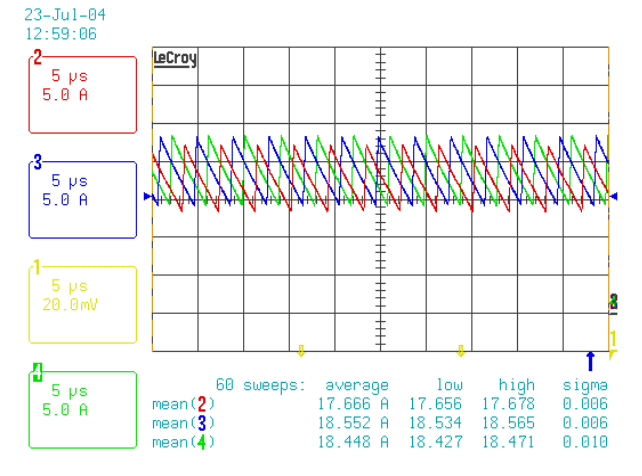 23-Jul-04
12:59:06
LeCroy
2
5 µs
5.0 A
3
5 µs
5.0 A
1
5 µs
20.0mV
4
5 µs
5.0 A
1
60 sweeps: average low high sigma
mean(2) 17.666 A 17.656 17.678 0.006
mean(3) 18.552 A 18.534 18.565 0.006
mean(4) 18.448 A 18.427 18.471 0.010